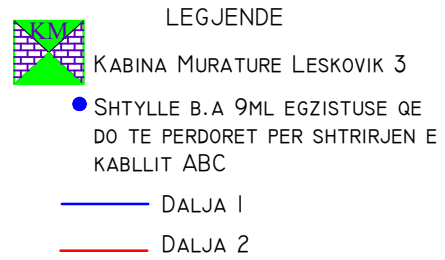 LEGJENDE
KM
KABINA MURATURE LESKOVIK 3
SHTYLLE B.A 9ML EGZISTUSE QE
DO TE PERDORET PER SHTRIRJEN E
KABLLIT ABC
DALJA 1
DALJA 2